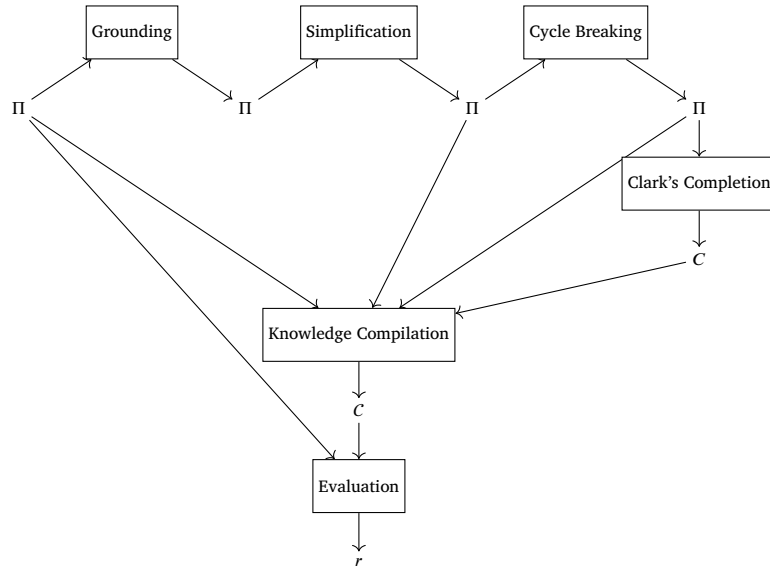 Grounding
Simplification
Cycle Breaking
Π
Π
Π
Π
Clark's Completion
C
Knowledge Compilation
C
Evaluation
r